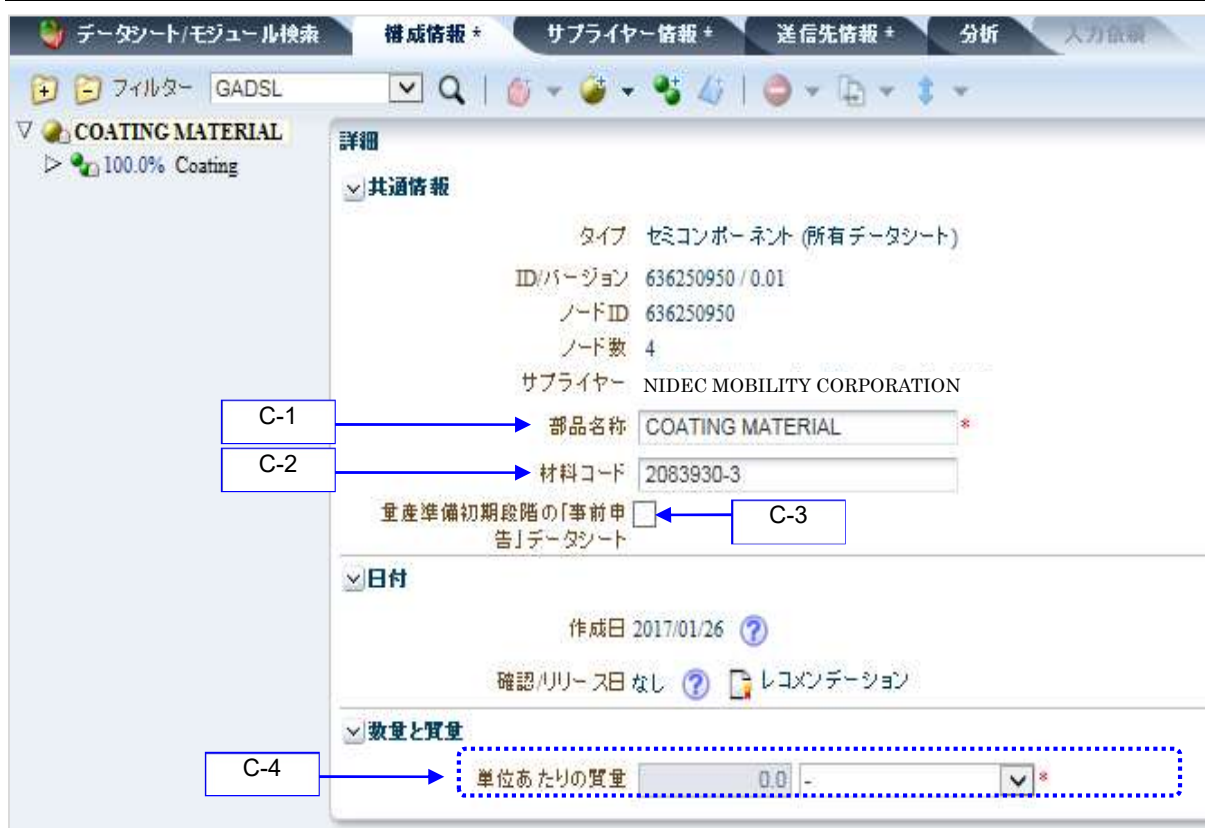 データシート/モジュール検索 構成情報 * サプライヤー情報 * 送信先情報 * 分析 入力依頼
フィルター GADSL
COATING MATERIAL
100.0% Coating
詳細
共通情報
タイプ セミコンポーネント (所有データシート)
ID/バージョン 636250950 / 0.01
ノードID 636250950
ノード数 4
サプライヤー NIDEC MOBILITY CORPORATION
C-1 部品名称 COATING MATERIAL *
C-2 材料コード 2083930-3
量産準備初期段階の「事前申 C-3
告」データシート
日付
作成日 2017/01/26 ?
確認/リリース日 なし ? レコメンデーション
数量と質量
C-4 単位あたりの質量 0.0 - *